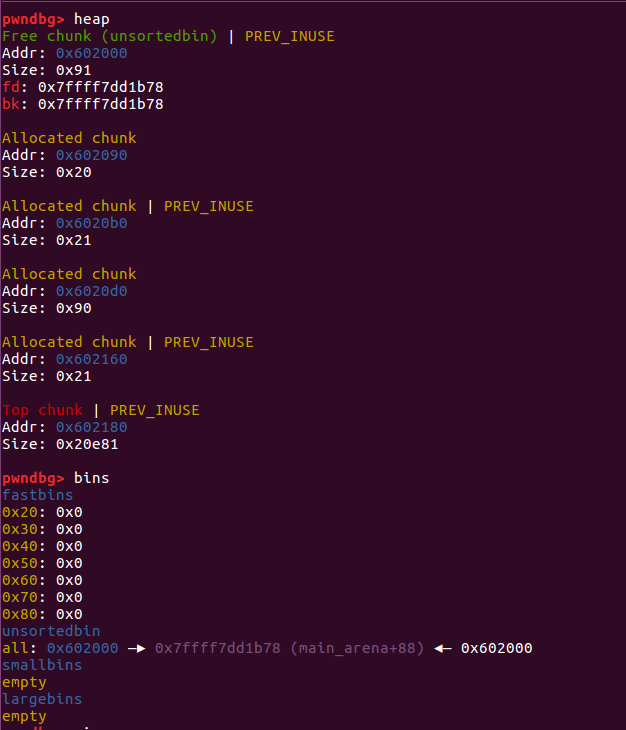 pwndbg> heap
Free chunk (unsortedbin) | PREV_INUSE
Addr: 0x602000
Size: 0x91
fd: 0x7ffff7dd1b78
bk: 0x7ffff7dd1b78
Allocated chunk
Addr: 0x602090
Size: 0x20
Allocated chunk | PREV_INUSE
Addr: 0x6020b0
Size: 0x21
Allocated chunk
Addr: 0x6020d0
Size: 0x90
Allocated chunk | PREV_INUSE
Addr: 0x602160
Size: 0x21
Top chunk | PREV_INUSE
Addr: 0x602180
Size: 0x20e81
pwndbg> bins
fastbins
0x20: 0x0
0x30: 0x0
0x40: 0x0
0x50: 0x0
0x60: 0x0
0x70: 0x0
0x80: 0x0
unsortedbin
all: 0x602000 —▸ 0x7ffff7dd1b78 (main_arena+88) ◂— 0x602000
smallbins
empty
largebins
empty